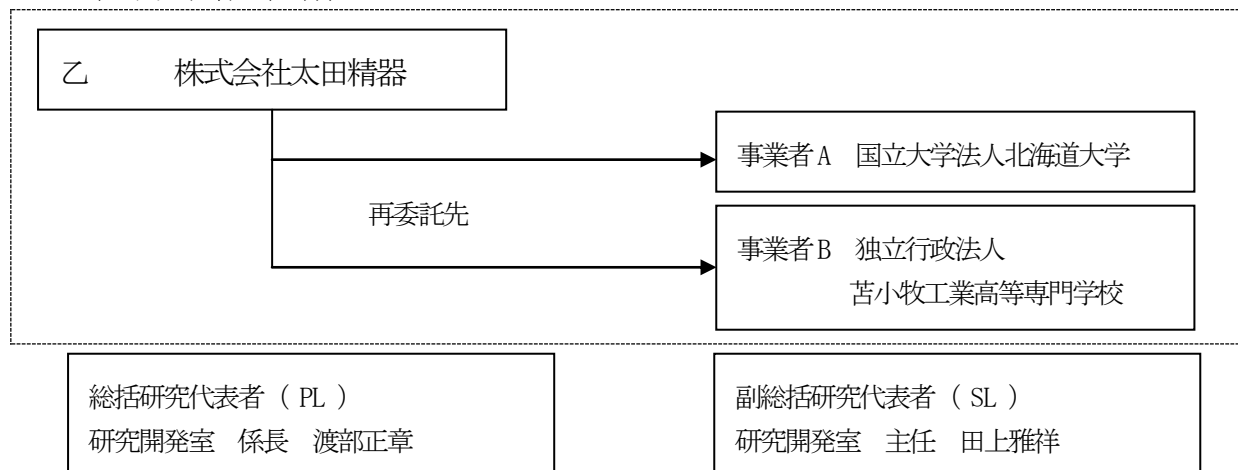 乙　株式会社太田精器
事業者A　国立大学法人北海道大学
再委託先
事業者B　独立行政法人
苫小牧工業高等専門学校
総括研究代表者（PL）
研究開発室　係長　渡部正章
副総括研究代表者（SL）
研究開発室　主任　田上雅祥